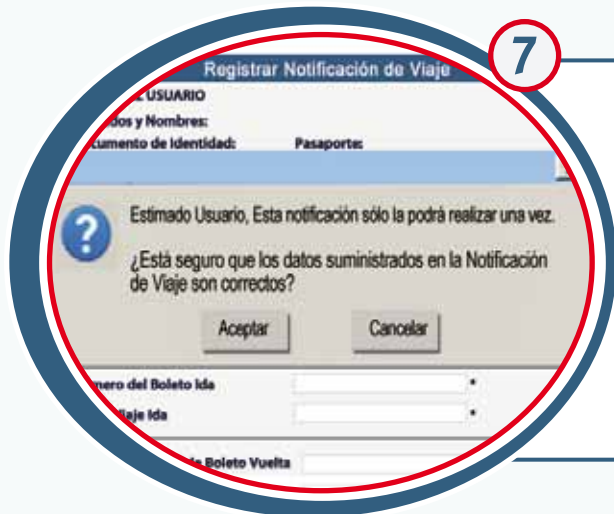 7
Registrar Notificación de Viaje
USUARIO
y Nombres:
de Identidad: Pasaporte:
?
Estimado Usuario, Esta notificación sólo la podrá realizar una vez.
¿Está seguro que los datos suministrados en la Notificación
de Viaje son correctos?
Aceptar Cancelar
del Boleto Ida *
Ida *
Boleto Vuelta